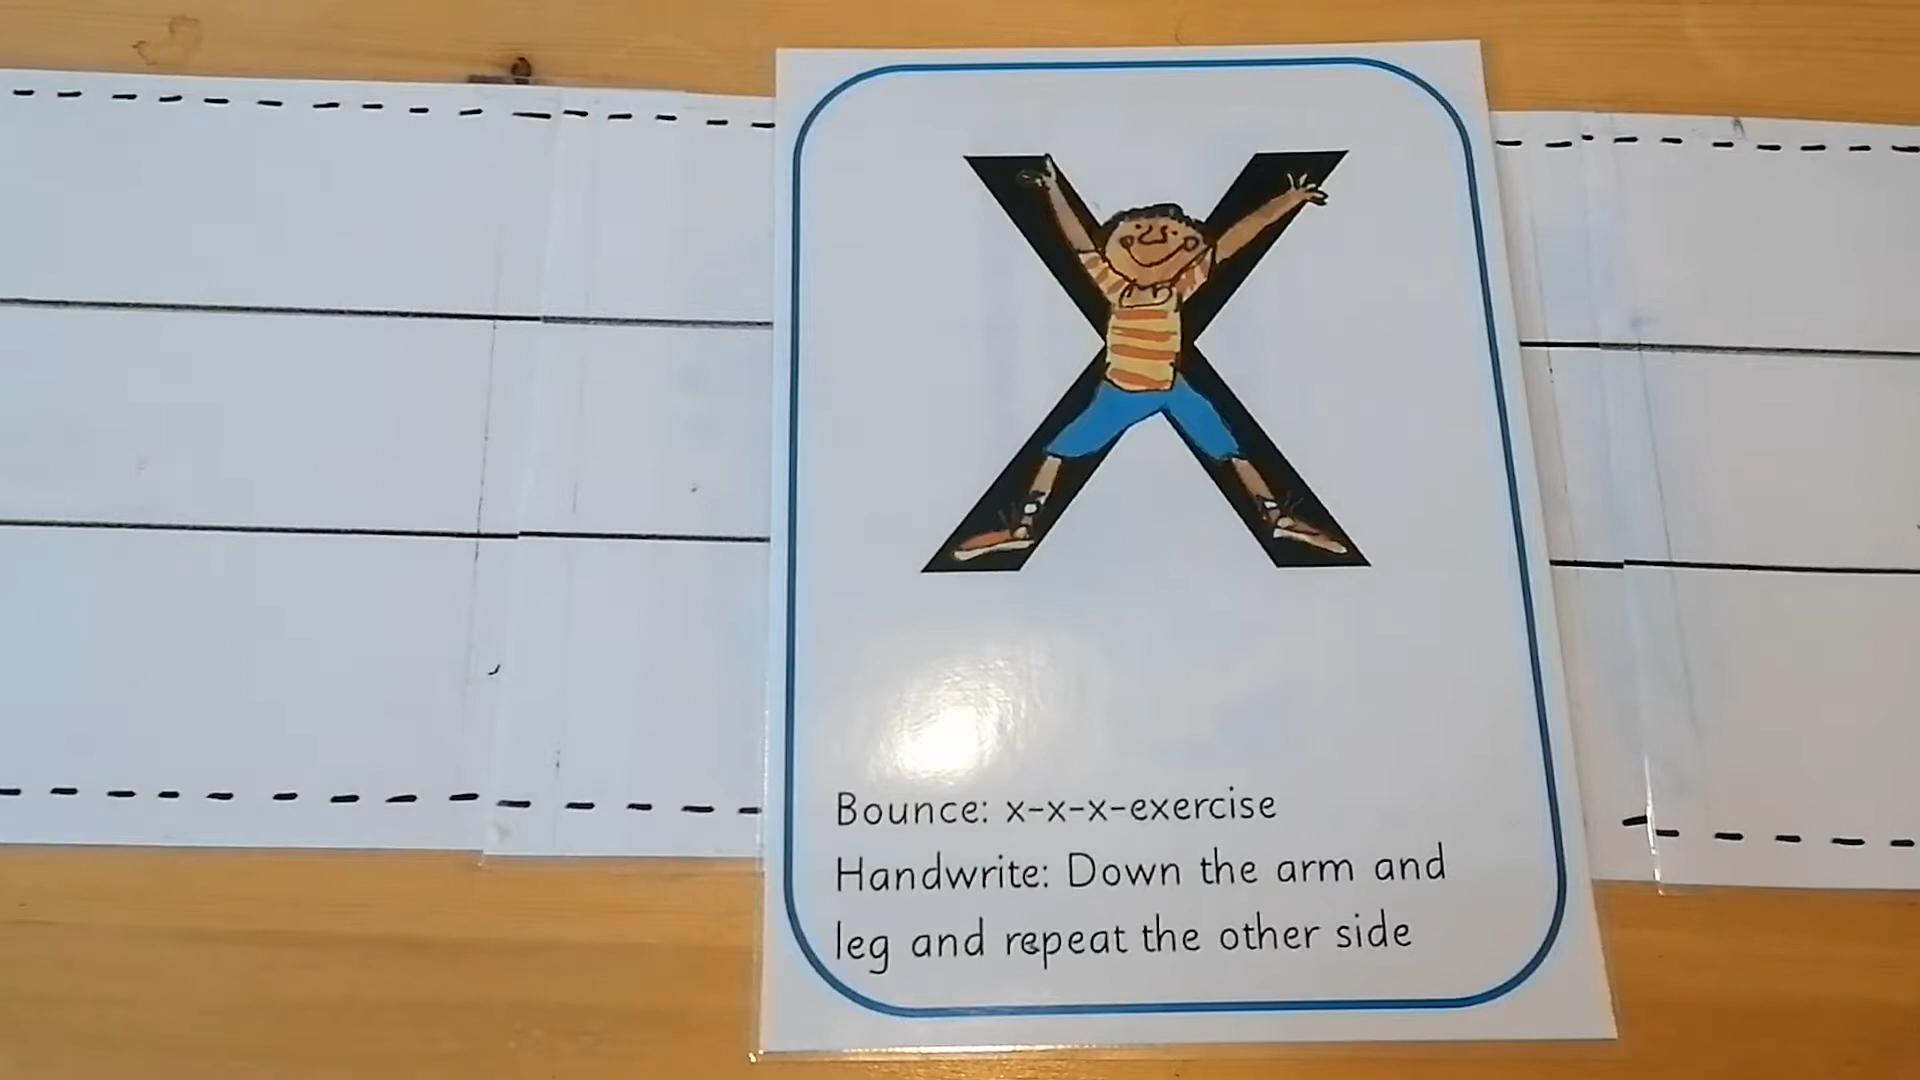 X
Bounce: x-x-x-exercise
Handwrite: Down the arm and
leg and repeat the other side